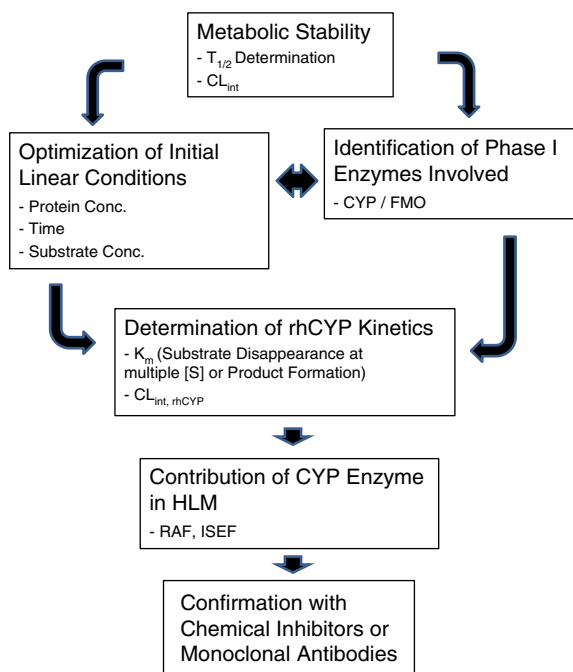 Metabolic Stability
- T1/2 Determination
- CLint
Optimization of Initial
Linear Conditions
- Protein Conc.
- Time
- Substrate Conc.
Identification of Phase I
Enzymes Involved
- CYP / FMO
Determination of rhCYP Kinetics
- Km (Substrate Disappearance at
multiple [S] or Product Formation)
- CLint, rhCYP
Contribution of CYP Enzyme
in HLM
- RAF, ISEF
Confirmation with
Chemical Inhibitors or
Monoclonal Antibodies